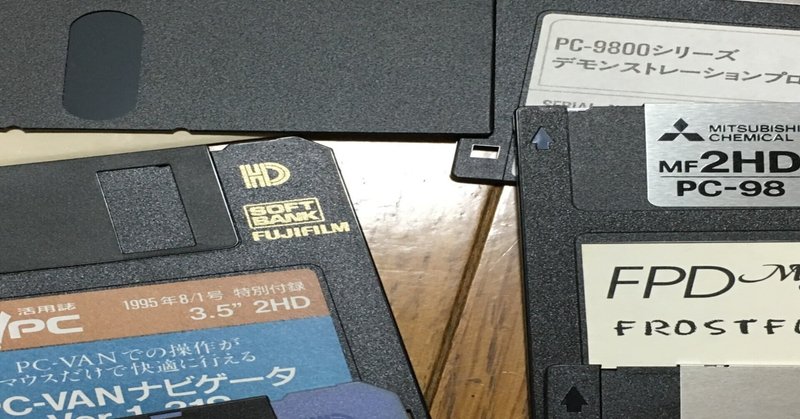 PC-9800シリーズ
デモンストレーションプロ
SERIAL
MITSUBISHI
CHEMICAL
MF2HD
PC-98
HD
SOFT
BANK
FUJIFILM
活用誌
PC
1995年8/1号 特別付録
3.5" 2HD
PC-VANでの操作が
マウスだけで快適に行える
PC-VANナビゲータ
FPD
FROSTF